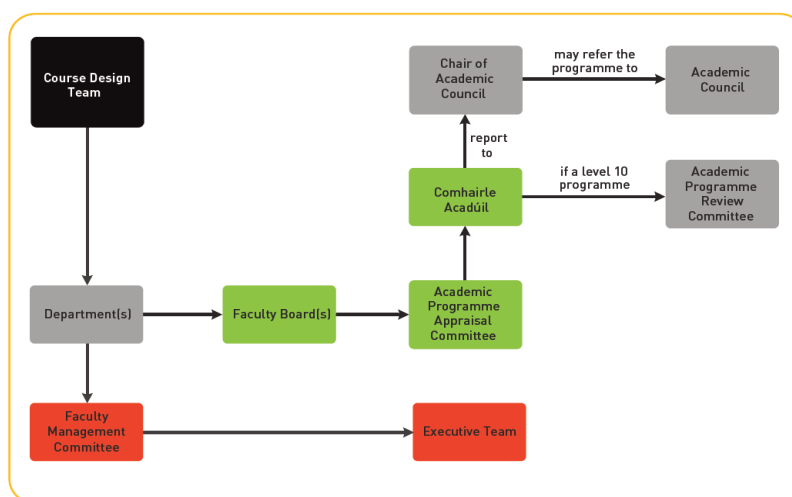 Course Design
Team
Chair of
Academic
Council
may refer the
programme to
Academic
Council
report
to
Comhairle
Acadúil
if a level 10
programme
Academic
Programme
Review
Committee
Department(s)
Faculty Board(s)
Academic
Programme
Appraisal
Committee
Faculty
Management
Committee
Executive Team